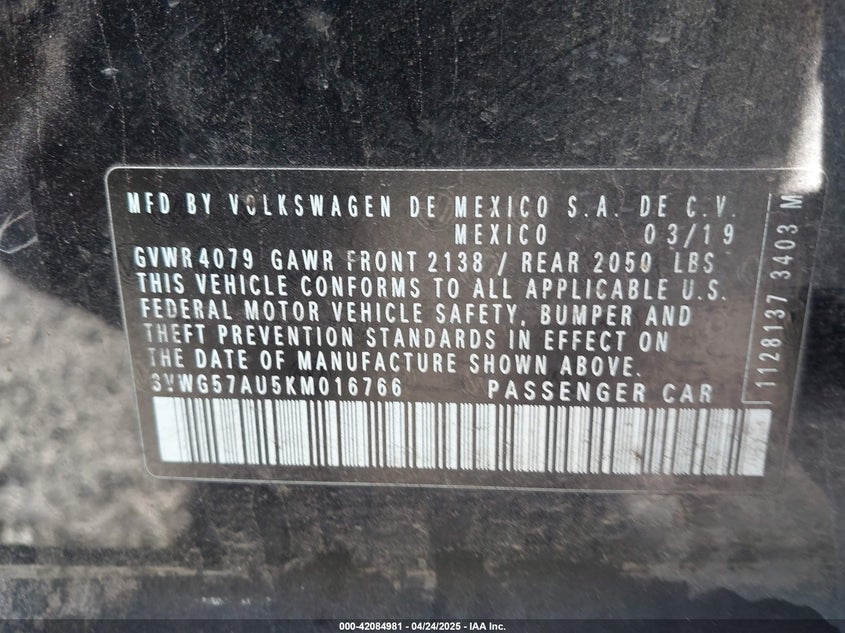 MFD BY VOLKSWAGEN DE MEXICO S.A. DE C.V.
MEXICO 03/19
GVWR 4079 GAWR FRONT 2138 / REAR 2050 LBS
THIS VEHICLE CONFORMS TO ALL APPLICABLE U.S.
FEDERAL MOTOR VEHICLE SAFETY, BUMPER AND
THEFT PREVENTION STANDARDS IN EFFECT ON
THE DATE OF MANUFACTURE SHOWN ABOVE.
3VWG57AU5KM016766 PASSENGER CAR
1128137 3403 M
000-42084981 - 04/24/2025 - IAA Inc.